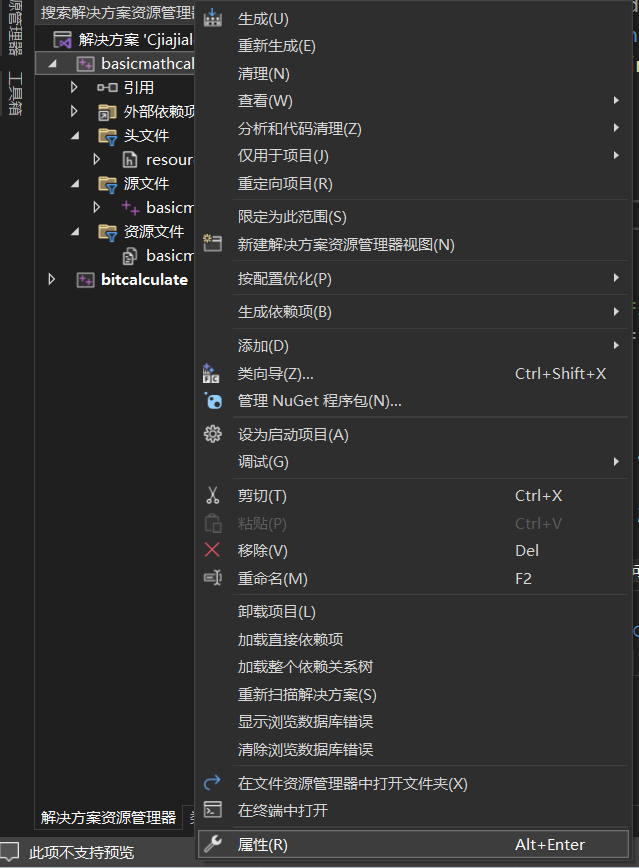 源管理器
工具箱
搜索解决方案资源管理
解决方案 'Cjiajial
basicmathcal
引用
外部依赖项
头文件
resour
源文件
basicm
资源文件
basicm
bitcalculate
生成(U)
重新生成(E)
清理(N)
查看(W)
分析和代码清理(Z)
仅用于项目(J)
重定向项目(R)
限定为此范围(S)
新建解决方案资源管理器视图(N)
按配置优化(P)
生成依赖项(B)
添加(D)
类向导(Z)... Ctrl+Shift+X
管理 NuGet 程序包(N)...
设为启动项目(A)
调试(G)
剪切(T) Ctrl+X
粘贴(P) Ctrl+V
移除(V) Del
重命名(M) F2
卸载项目(L)
加载直接依赖项
加载整个依赖关系树
重新扫描解决方案(S)
显示浏览数据库错误
清除浏览数据库错误
在文件资源管理器中打开文件夹(X)
在终端中打开
属性(R) Alt+Enter
解决方案资源管理器
此项不支持预览